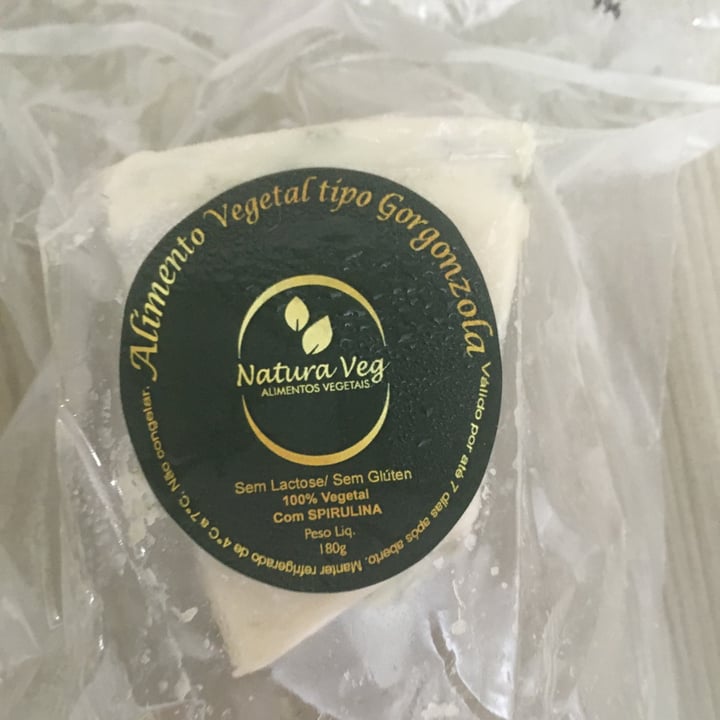 Alimento Vegetal tipo Gorgonzola
Natura Veg
ALIMENTOS VEGETAIS
Sem Lactose/ Sem Glúten
100% Vegetal
Com SPIRULINA
Peso Liq.
180g
Válido por até 7 dias após aberto. Manter refrigerado de 4°C a 7°C. Não congelar.